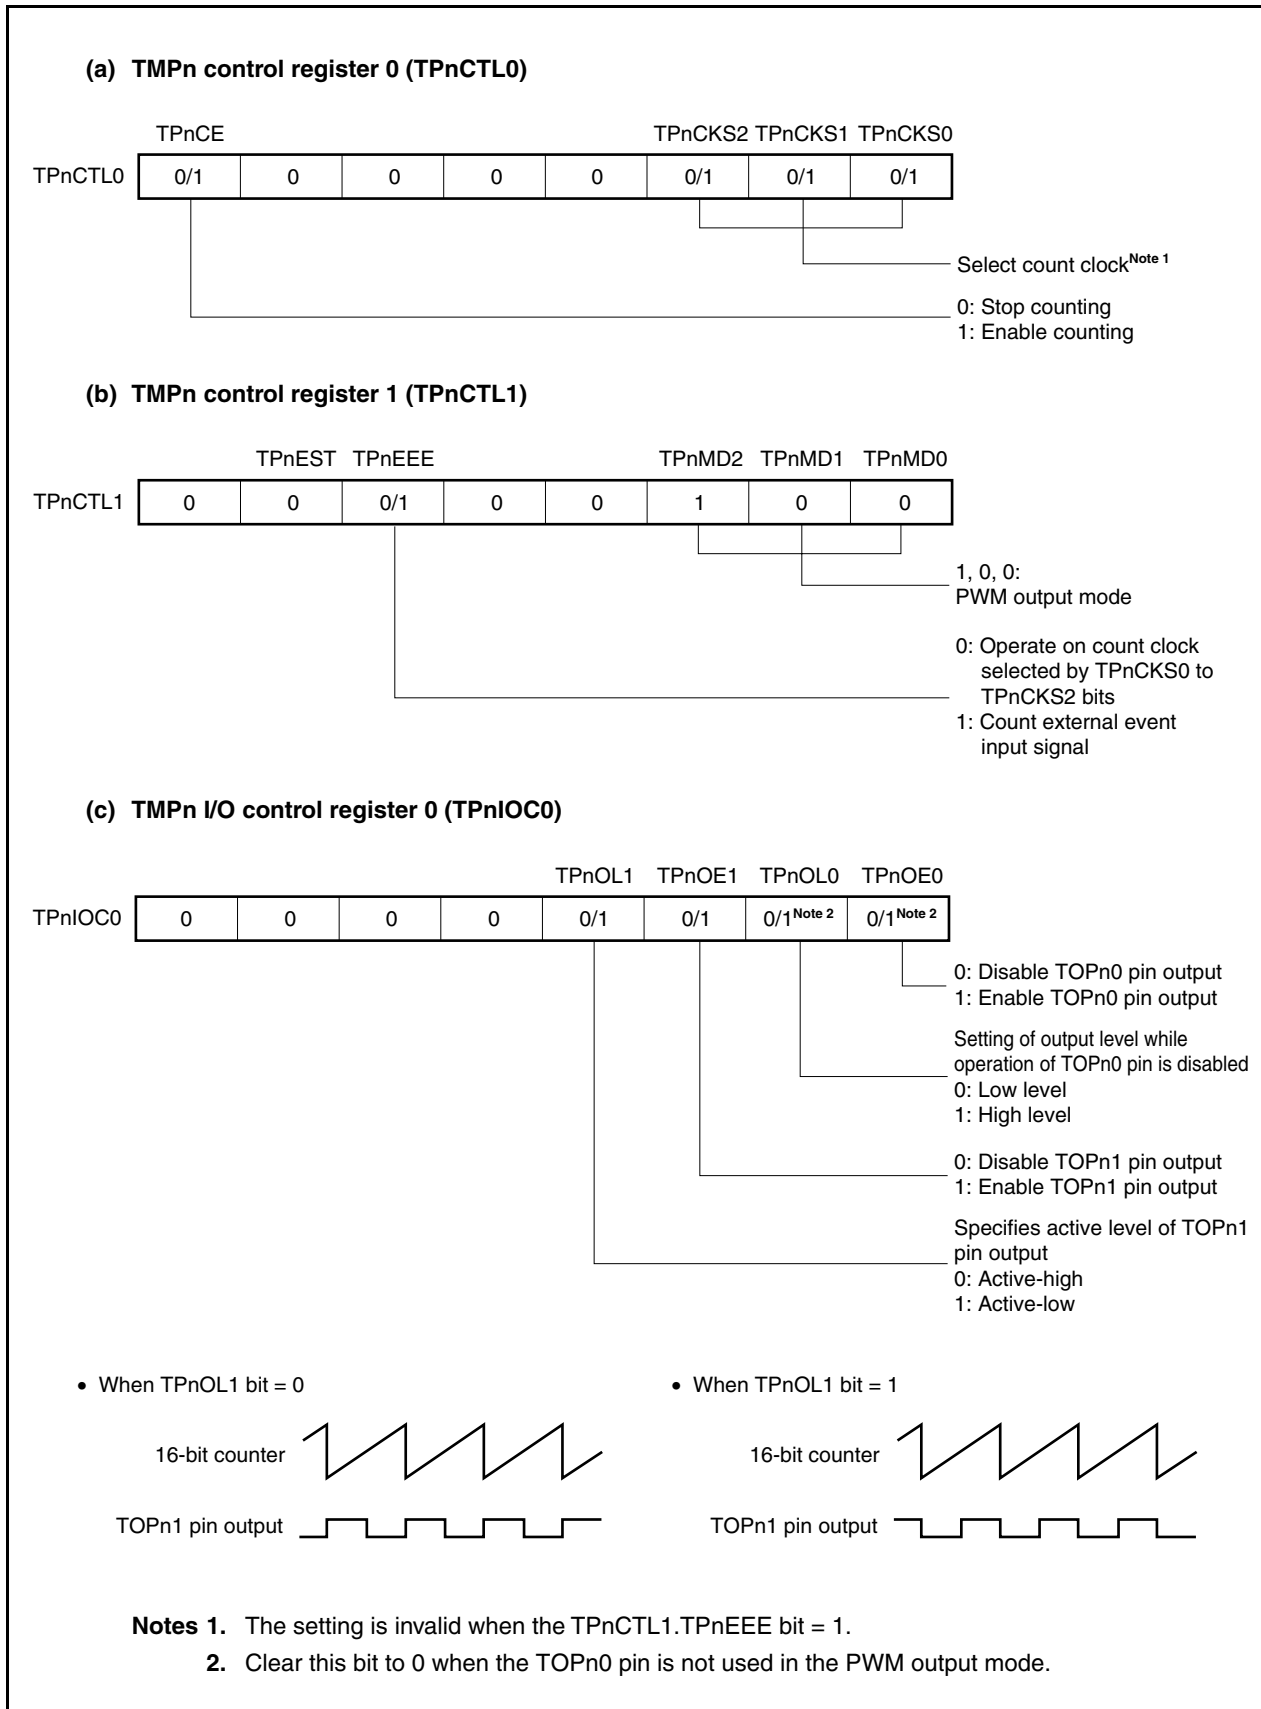 (a) TMPn control register 0 (TPnCTL0)
TPnCE TPnCKS2 TPnCKS1 TPnCKS0
TPnCTL0 0/1 0 0 0 0 0/1 0/1 0/1
Select count clock Note 1
0: Stop counting
1: Enable counting
(b) TMPn control register 1 (TPnCTL1)
TPnEST TPnEEE TPnMD2 TPnMD1 TPnMD0
TPnCTL1 0 0 0/1 0 0 1 0 0
1, 0, 0:
PWM output mode
0: Operate on count clock
selected by TPnCKS0 to
TPnCKS2 bits
1: Count external event
input signal
(c) TMPn I/O control register 0 (TPnIOC0)
TPnOL1 TPnOE1 TPnOL0 TPnOE0
TPnIOC0 0 0 0 0 0/1 0/1 0/1 Note 2 0/1 Note 2
0: Disable TOPn0 pin output
1: Enable TOPn0 pin output
Setting of output level while
operation of TOPn0 pin is disabled
0: Low level
1: High level
0: Disable TOPn1 pin output
1: Enable TOPn1 pin output
Specifies active level of TOPn1
pin output
0: Active-high
1: Active-low
• When TPnOL1 bit = 0
16-bit counter
TOPn1 pin output
• When TPnOL1 bit = 1
16-bit counter
TOPn1 pin output
Notes 1. The setting is invalid when the TPnCTL1.TPnEEE bit = 1.
2. Clear this bit to 0 when the TOPn0 pin is not used in the PWM output mode.